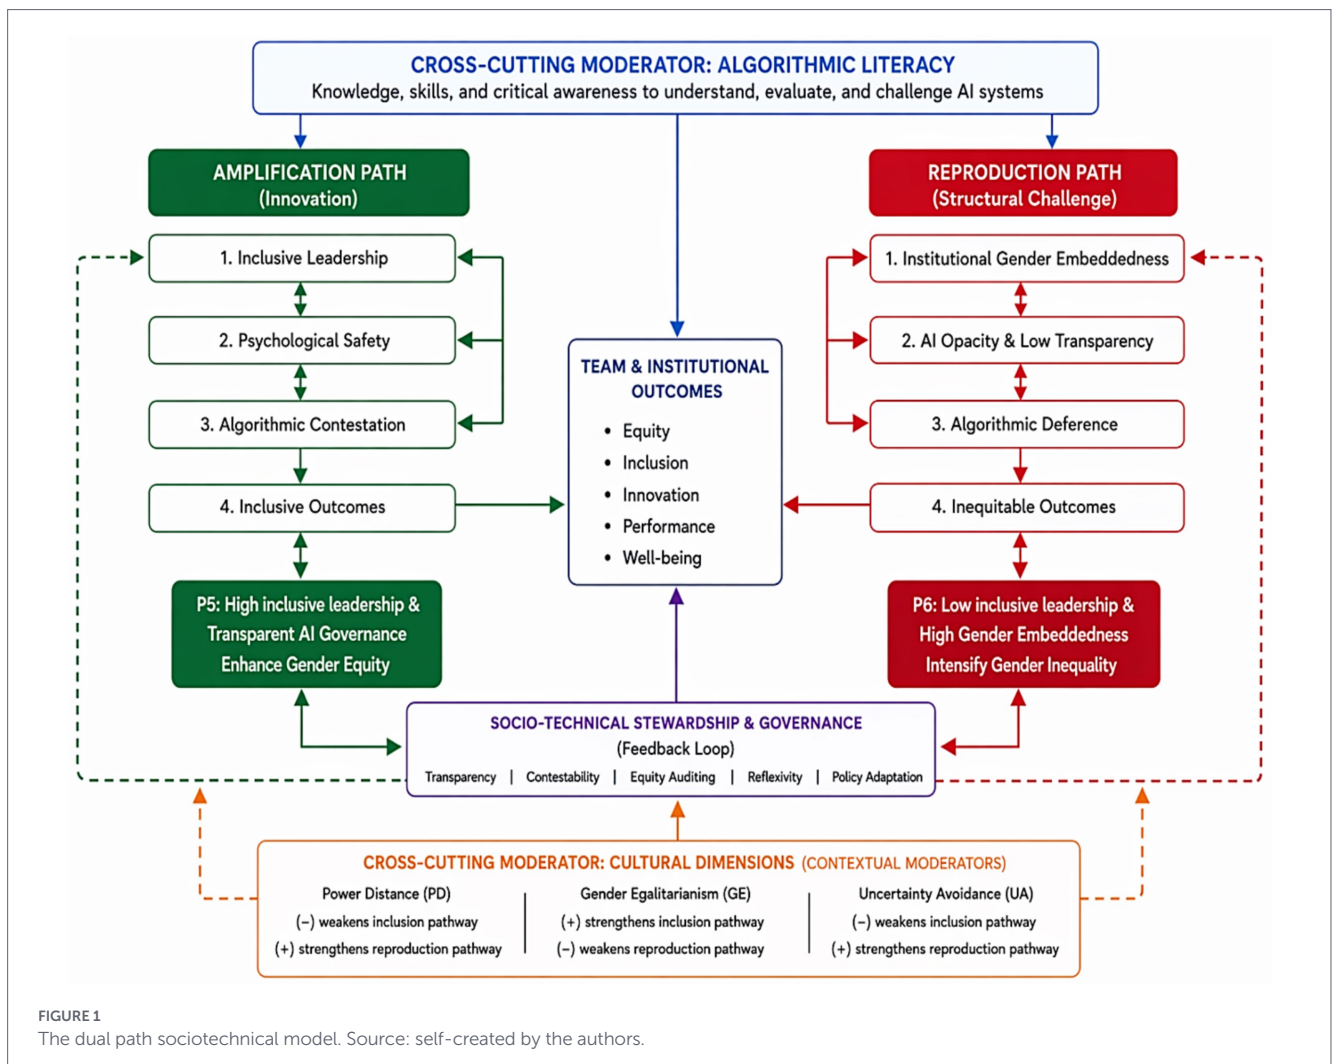 CROSS-CUTTING MODERATOR: ALGORITHMIC LITERACY
Knowledge, skills, and critical awareness to understand, evaluate, and challenge AI systems
AMPLIFICATION PATH
(Innovation)
1. Inclusive Leadership
2. Psychological Safety
3. Algorithmic Contestation
4. Inclusive Outcomes
P5: High inclusive leadership &
Transparent AI Governance
Enhance Gender Equity
TEAM & INSTITUTIONAL
OUTCOMES
• Equity
• Inclusion
• Innovation
• Performance
• Well-being
REPRODUCTION PATH
(Structural Challenge)
1. Institutional Gender Embeddedness
2. AI Opacity & Low Transparency
3. Algorithmic Deference
4. Inequitable Outcomes
P6: Low inclusive leadership &
High Gender Embeddedness
Intensify Gender Inequality
SOCIO-TECHNICAL STEWARDSHIP & GOVERNANCE
(Feedback Loop)
Transparency | Contestability | Equity Auditing | Reflexivity | Policy Adaptation
CROSS-CUTTING MODERATOR: CULTURAL DIMENSIONS (CONTEXTUAL MODERATORS)
Power Distance (PD)
(−) weakens inclusion pathway
(+) strengthens reproduction pathway
Gender Egalitarianism (GE)
(+) strengthens inclusion pathway
(−) weakens reproduction pathway
Uncertainty Avoidance (UA)
(−) weakens inclusion pathway
(+) strengthens reproduction pathway
FIGURE 1
The dual path sociotechnical model. Source: self-created by the authors.